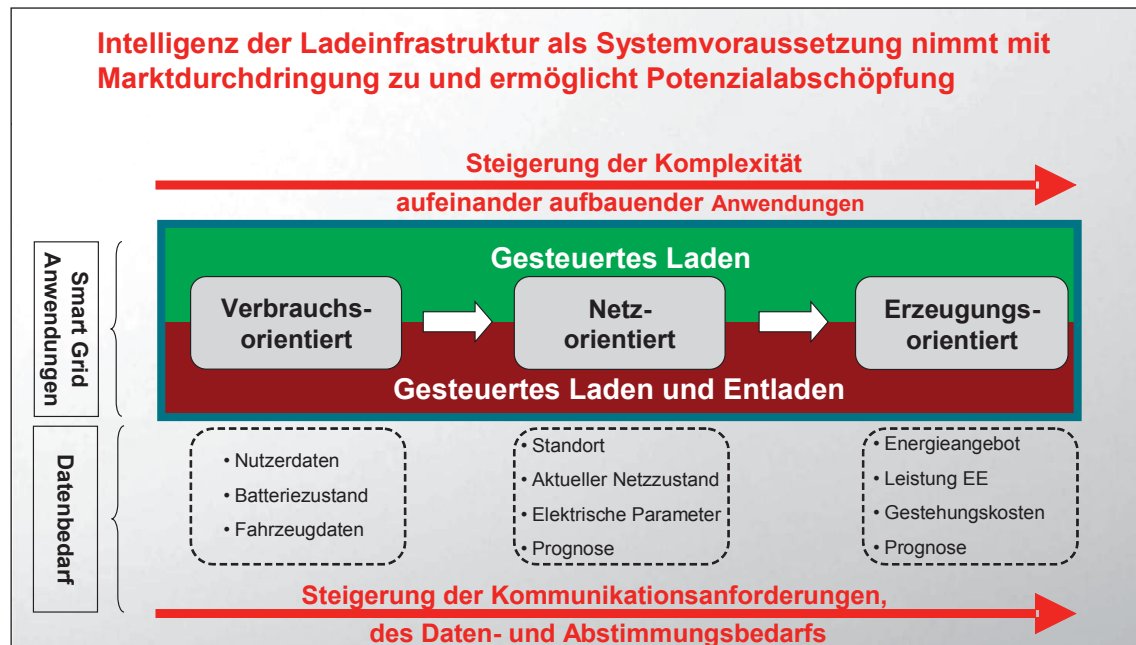 Intelligenz der Ladeinfrastruktur als Systemvoraussetzung nimmt mit
Marktdurchdringung zu und ermöglicht Potenzialabschöpfung
Steigerung der Komplexität
aufeinander aufbauender Anwendungen
Smart Grid
Anwendungen
Gesteuertes Laden
Verbrauchs-
orientiert
Netz-
orientiert
Erzeugungs-
orientiert
Gesteuertes Laden und Entladen
Datenbedarf
• Nutzerdaten
• Batteriezustand
• Fahrzeugdaten
• Standort
• Aktueller Netzzustand
• Elektrische Parameter
• Prognose
• Energieangebot
• Leistung EE
• Gestehungskosten
• Prognose
Steigerung der Kommunikationsanforderungen,
des Daten- und Abstimmungsbedarfs